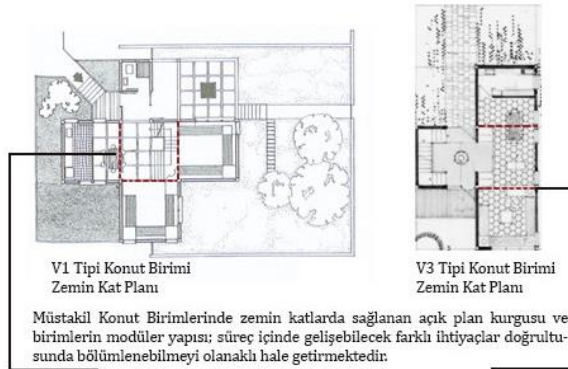 V1 Tipi Konut Birimi
Zemin Kat Planı
V3 Tipi Konut Birimi
Zemin Kat Planı
Müstakil Konut Birimlerinde zemin katlarda sağlanan açık plan kurgusu ve
birimlerin modüler yapısı; süreç içinde gelişebilecek farklı ihtiyaçlar doğrultu-
sunda bölümlenebilmeyi olanaklı hale getirmektedir.